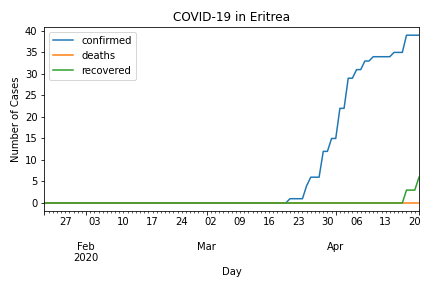 COVID-19 in Eritrea
confirmed
deaths
recovered
Number of Cases
40
35
30
25
20
15
10
5
0
27 03 10 17 24 02 09 16 23 30 06 13 20
Feb Mar Apr
2020
Day